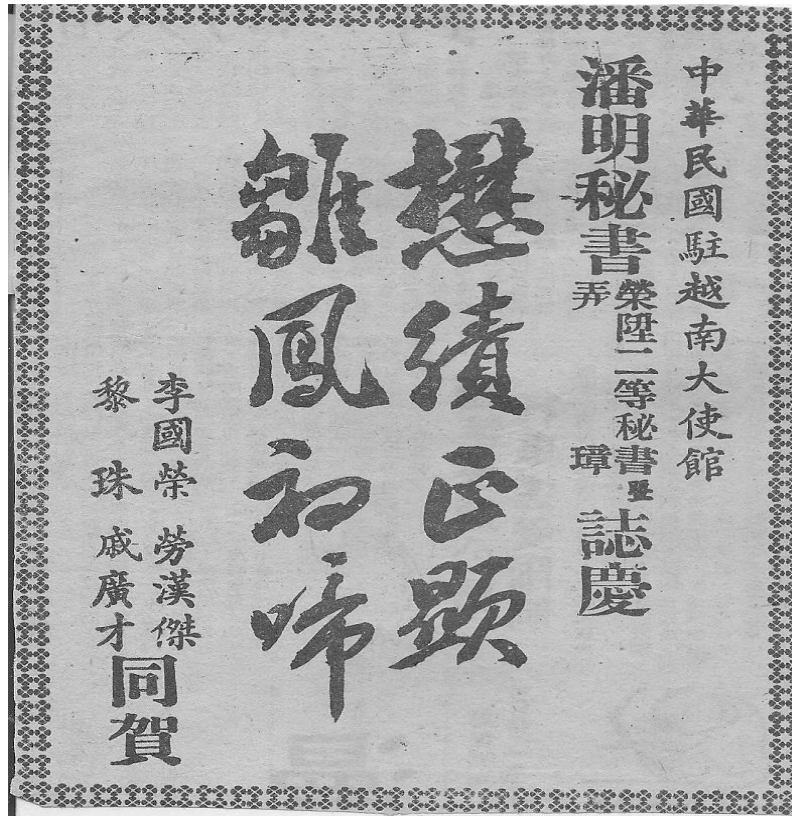 中華民國駐越南大使館
潘明秘書榮陞二等秘書暨弄璋誌慶
懋績正顯
雛鳳初啼
李國榮 勞漢傑
黎珠 戚廣才
同賀